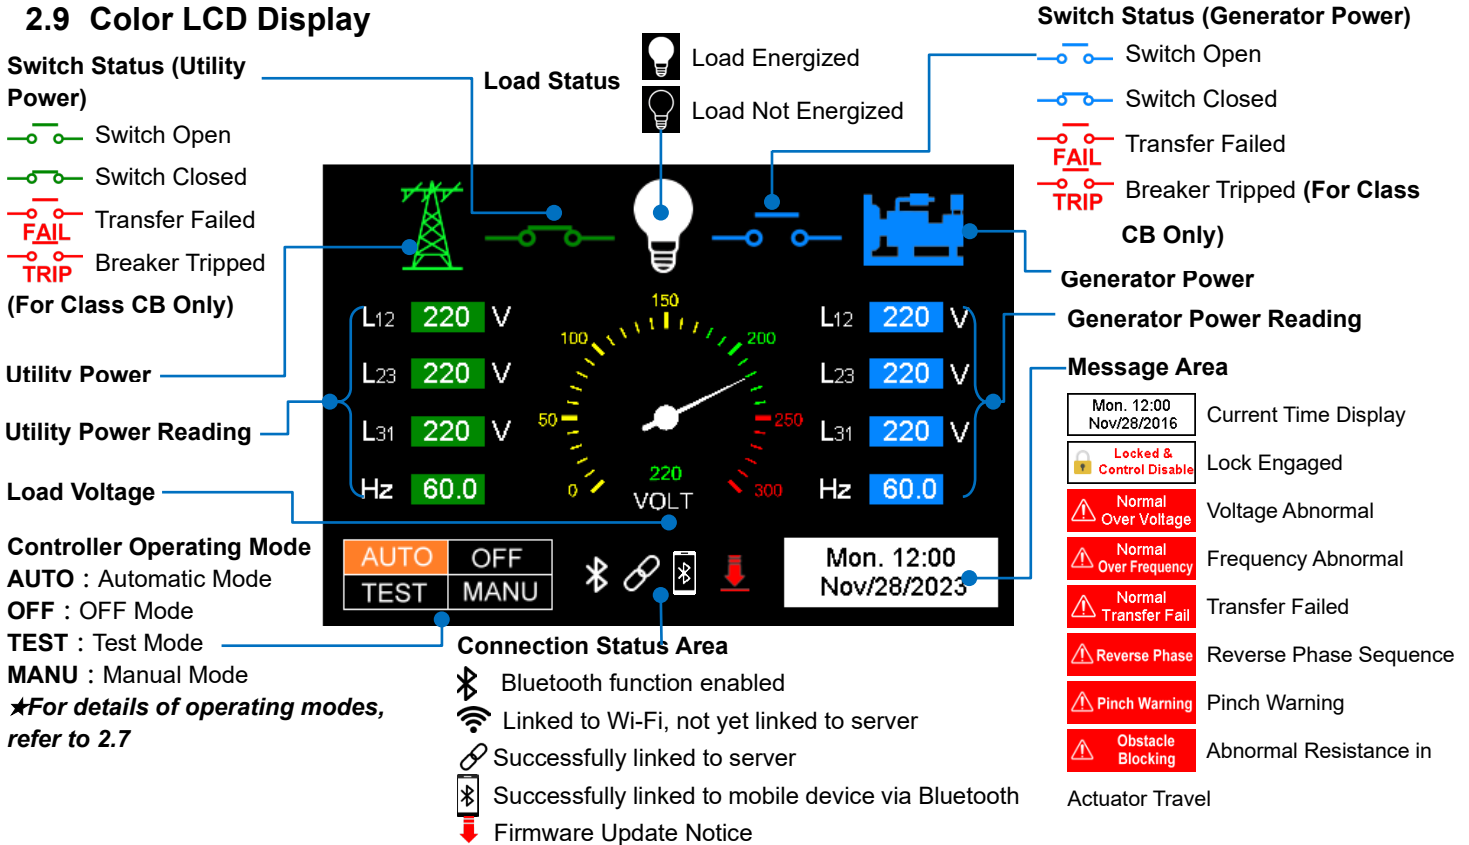 2.9 Color LCD Display
Switch Status (Utility
Power)
Switch Open
Switch Closed
FAIL Transfer Failed
TRIP Breaker Tripped
(For Class CB Only)
Utility Power
Utility Power Reading
Load Voltage
Controller Operating Mode
AUTO：Automatic Mode
OFF：OFF Mode
TEST：Test Mode
MANU：Manual Mode
★For details of operating modes,
refer to 2.7
Load Status
Load Energized
Load Not Energized
L12 220 V
L23 220 V
L31 220 V
Hz 60.0
0
50
100
150
200
250
300
220
VOLT
L12 220 V
L23 220 V
L31 220 V
Hz 60.0
AUTO OFF
TEST MANU
Mon. 12:00
Nov/28/2023
Connection Status Area
Bluetooth function enabled
Linked to Wi-Fi, not yet linked to server
Successfully linked to server
Successfully linked to mobile device via Bluetooth
Firmware Update Notice
Switch Status (Generator Power)
Switch Open
Switch Closed
FAIL Transfer Failed
TRIP Breaker Tripped (For Class
CB Only)
Generator Power
Generator Power Reading
Message Area
Mon. 12:00
Nov/28/2016
Current Time Display
Locked &
Control Disable
Lock Engaged
Normal
Over Voltage
Voltage Abnormal
Normal
Over Frequency
Frequency Abnormal
Normal
Transfer Fail
Transfer Failed
Reverse Phase
Reverse Phase Sequence
Pinch Warning
Pinch Warning
Obstacle
Blocking
Abnormal Resistance in
Actuator Travel